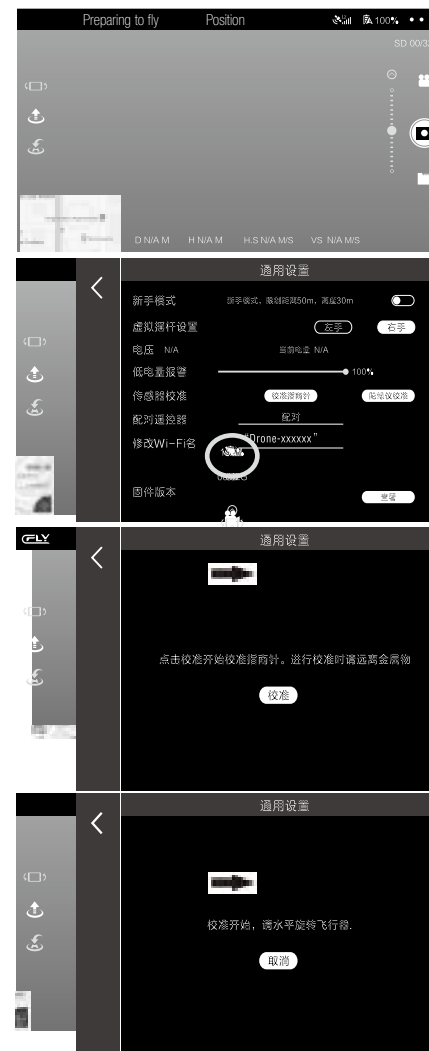 Preparing to fly Position 100%
SD 00/32
D N/A M H N/A M H.S N/A M/S VS N/A M/S
通用设置
新手模式 新手模式，限制距离50m，高度30m
虚拟摇杆设置 左手 右手
电压 N/A 当前电量 N/A
低电量报警 100%
传感器校准 校准指南针 陀螺仪校准
配对遥控器 配对
修改Wi-Fi名 "Drone-xxxxxx"
固件版本 查看
C-FLY
通用设置
点击校准开始校准指南针。进行校准时请远离金属物
校准
通用设置
校准开始，请水平旋转飞行器.
取消